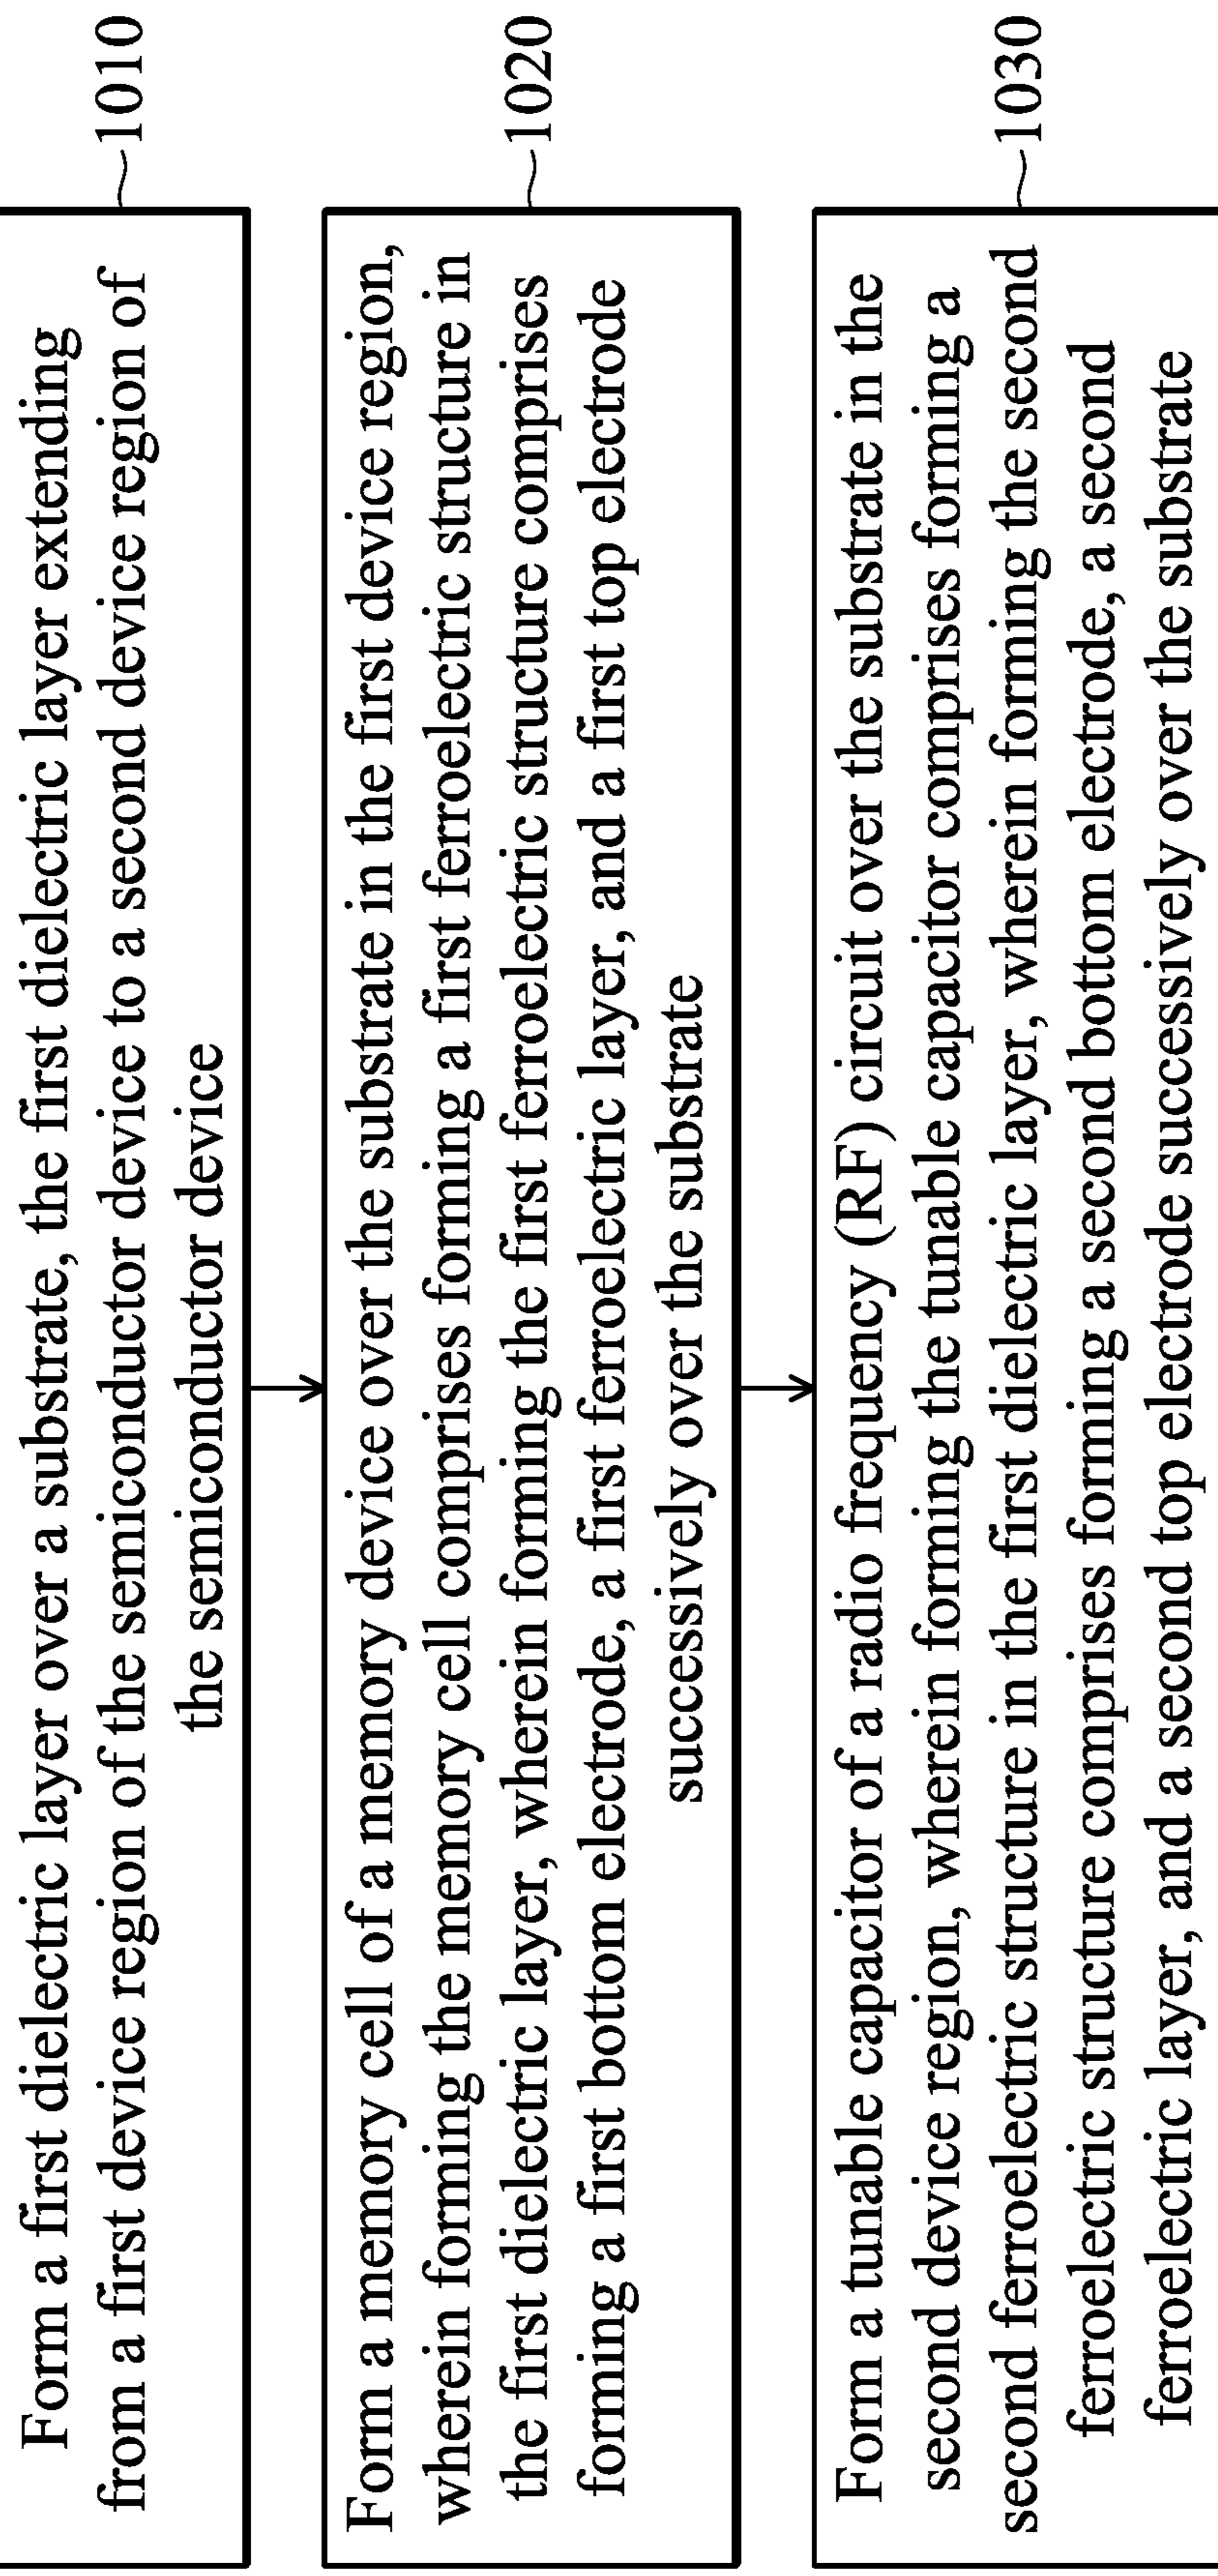 Form a first dielectric layer over a substrate, the first dielectric layer extending
from a first device region of the semiconductor device to a second device region of
the semiconductor device
1010
Form a memory cell of a memory device over the substrate in the first device region,
wherein forming the memory cell comprises forming a first ferroelectric structure in
the first dielectric layer, wherein forming the first ferroelectric structure comprises
forming a first bottom electrode, a first ferroelectric layer, and a first top electrode
successively over the substrate
1020
Form a tunable capacitor of a radio frequency (RF) circuit over the substrate in the
second device region, wherein forming the tunable capacitor comprises forming a
second ferroelectric structure in the first dielectric layer, wherein forming the second
ferroelectric structure comprises forming a second bottom electrode, a second
ferroelectric layer, and a second top electrode successively over the substrate
1030